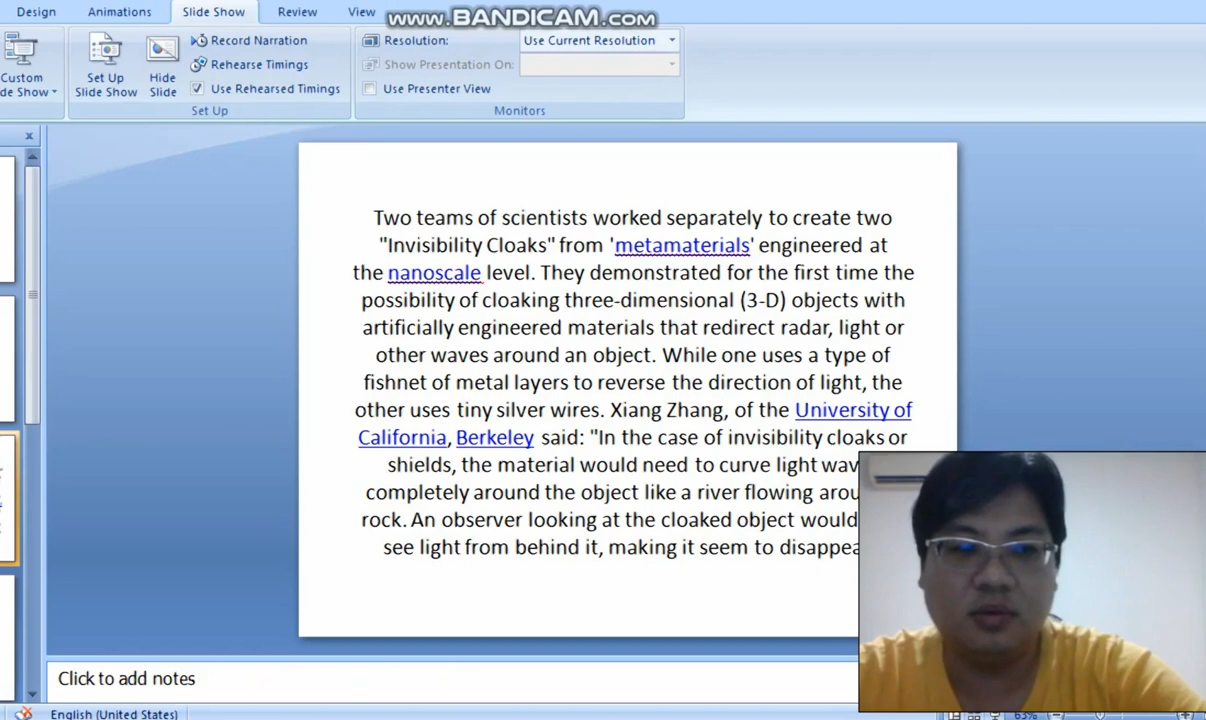 Design Animations Slide Show Review View
www.BANDICAM.com
Record Narration Resolution: Use Current Resolution
Rehearse Timings Show Presentation On:
Custom Set Up Hide
Slide Show Slide Use Rehearsed Timings Use Presenter View
Set Up Monitors
Two teams of scientists worked separately to create two
"Invisibility Cloaks" from 'metamaterials' engineered at
the nanoscale level. They demonstrated for the first time the
possibility of cloaking three-dimensional (3-D) objects with
artificially engineered materials that redirect radar, light or
other waves around an object. While one uses a type of
fishnet of metal layers to reverse the direction of light, the
other uses tiny silver wires. Xiang Zhang, of the University of
California, Berkeley said: "In the case of invisibility cloaks or
shields, the material would need to curve light wav
completely around the object like a river flowing arou
rock. An observer looking at the cloaked object would
see light from behind it, making it seem to disappea
Click to add notes
English (United States) 63%